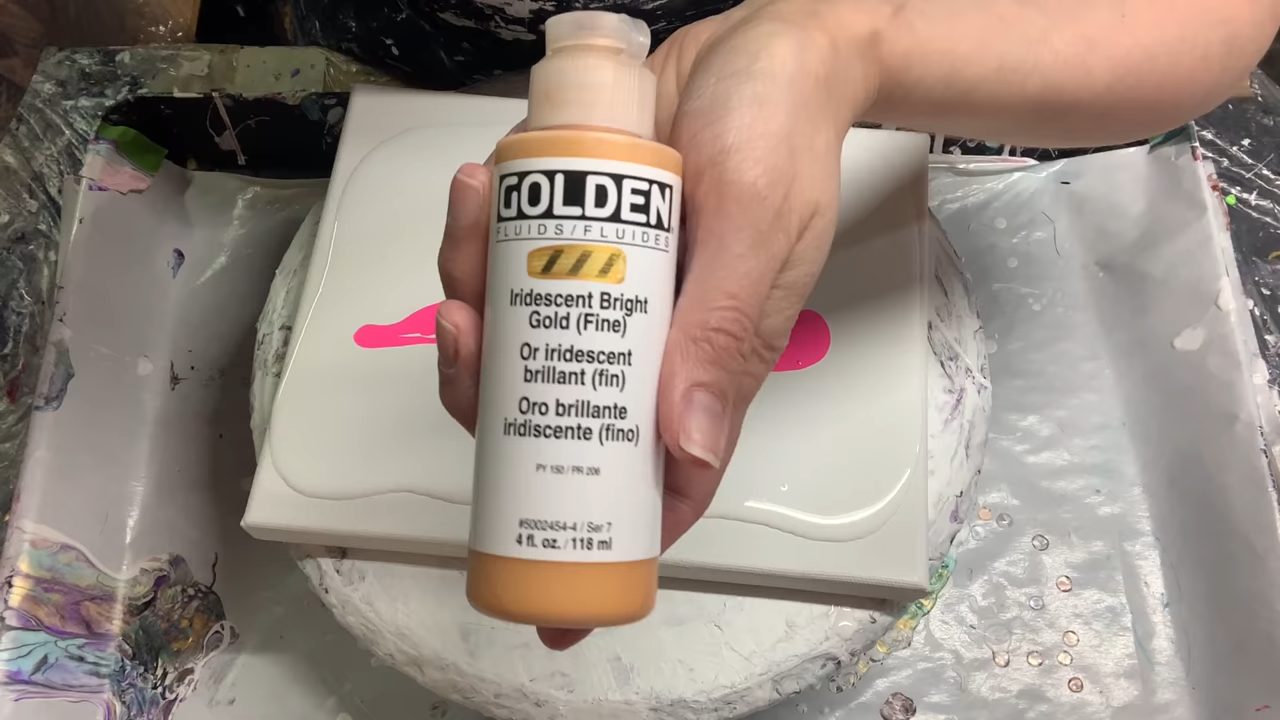 GOLDEN
FLUIDS/FLUIDES
Iridescent Bright
Gold (Fine)
Or iridescent
brillant (fin)
Oro brillante
iridiscente (fino)
PY 150 / PR 206
#5002454-4 / Ser 7
4 fl. oz. / 118 ml